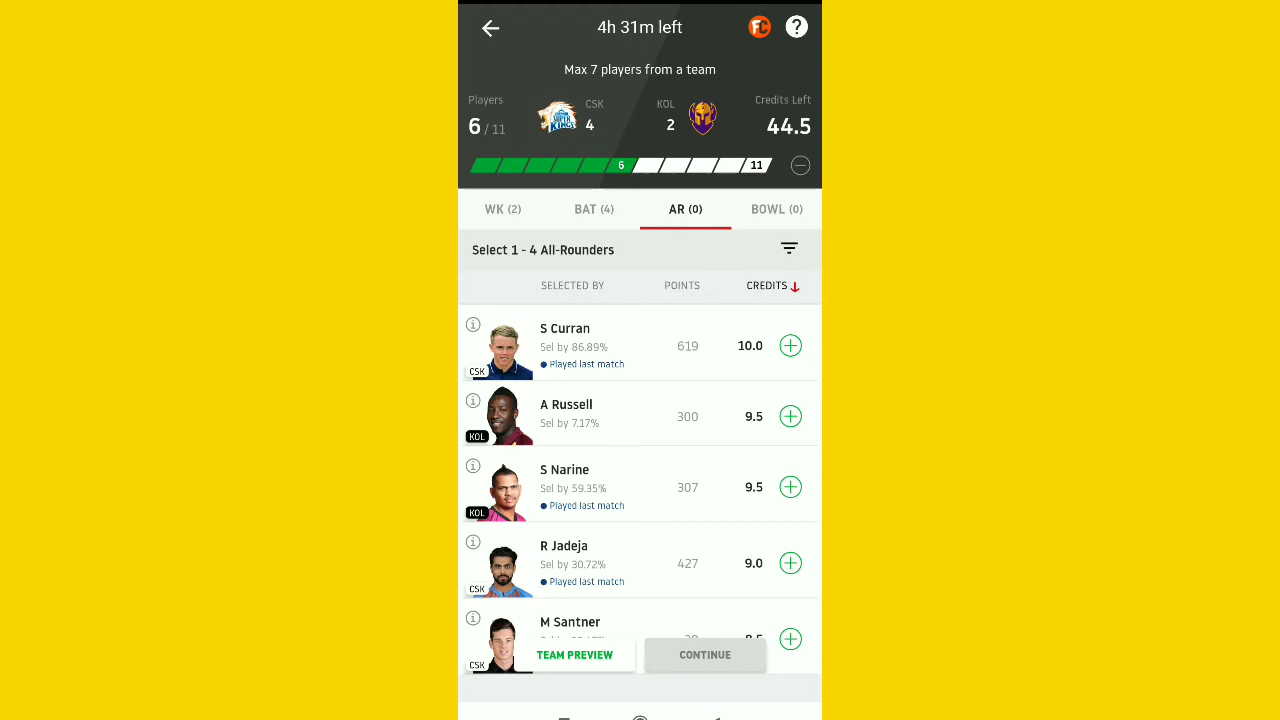 4h 31m left
FC
?
Max 7 players from a team
Players
6 / 11
CSK
4
KOL
2
Credits Left
44.5
6
11
WK (2)
BAT (4)
AR (0)
BOWL (0)
Select 1 - 4 All-Rounders
SELECTED BY
POINTS
CREDITS
S Curran
Sel by 86.89%
Played last match
CSK
619
10.0
A Russell
Sel by 7.17%
KOL
300
9.5
S Narine
Sel by 59.35%
Played last match
KOL
307
9.5
R Jadeja
Sel by 30.72%
Played last match
CSK
427
9.0
M Santner
CSK
TEAM PREVIEW
CONTINUE